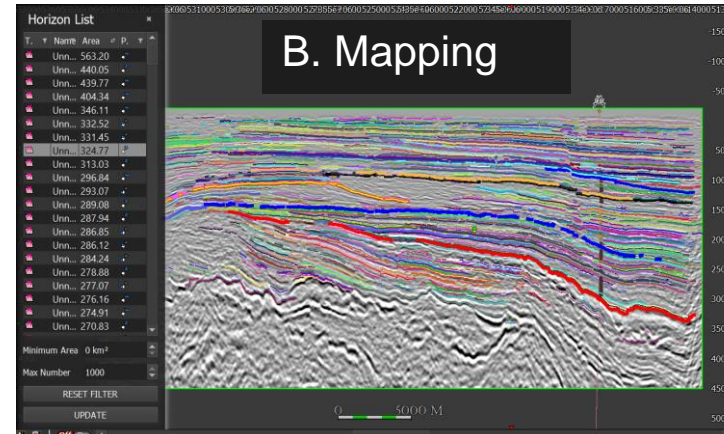 Horizon List ×
T. Name Area P.
Unn... 563.20
Unn... 440.05
Unn... 439.77
Unn... 404.34
Unn... 346.11
Unn... 332.52
Unn... 331.45
Unn... 324.77
Unn... 313.03
Unn... 296.84
Unn... 293.07
Unn... 289.08
Unn... 287.94
Unn... 286.85
Unn... 286.12
Unn... 284.24
Unn... 278.88
Unn... 277.07
Unn... 276.16
Unn... 274.91
Unn... 270.83
Minimum Area 0 km²
Max Number 1000
RESET FILTER
UPDATE
B. Mapping
-150
-100
-50
50
100
150
200
250
300
350
400
450
500
0 5000 M